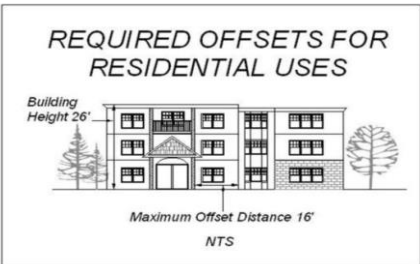 REQUIRED OFFSETS FOR
RESIDENTIAL USES
Building
Height 26'
Maximum Offset Distance 16'
NTS